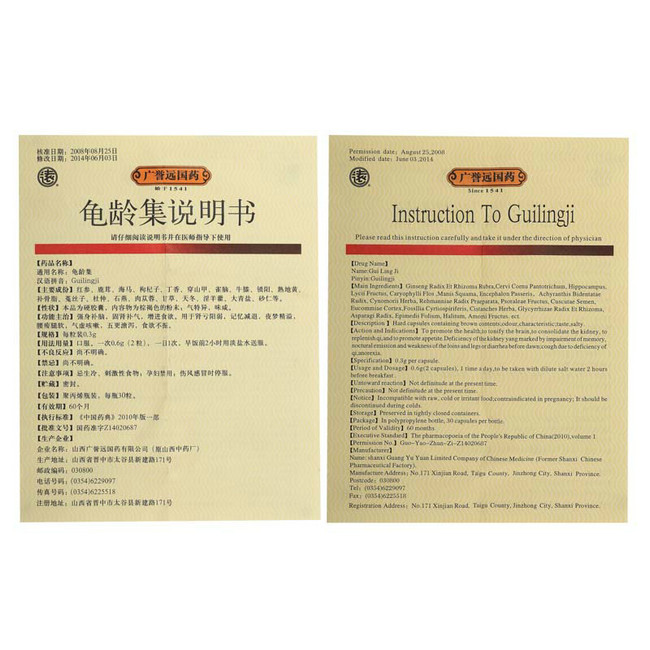 核准日期：2008年08月25日
修改日期：2014年06月03日
广誉远国药
始于1541
龟龄集说明书
请仔细阅读说明书并在医师指导下使用
【药品名称】
通用名称：龟龄集
汉语拼音：Guilingji
【主要成份】红参、鹿茸、海马、枸杞子、丁香、穿山甲、雀脑、牛膝、锁阳、熟地黄、
补骨脂、菟丝子、杜仲、石燕、肉苁蓉、甘草、天冬、淫羊藿、大青盐、砂仁等。
【性状】本品为硬胶囊，内容物为棕褐色的粉末；气特异，味咸。
【功能主治】强身补脑，固肾补气，增进食欲。用于肾亏阳弱，记忆减退，夜梦精溢，
腰痠腿软，气虚咳嗽，五更溏泻，食欲不振。
【规格】每粒装0.3g
【用法用量】口服。一次0.6g（2粒），一日1次，早饭前2小时用淡盐水送服。
【不良反应】尚不明确。
【禁忌】尚不明确。
【注意事项】忌生冷、刺激性食物；孕妇禁用；伤风感冒时停服。
【贮藏】密封。
【包装】聚丙烯瓶装，每瓶30粒。
【有效期】60个月
【执行标准】《中国药典》2010年版一部
【批准文号】国药准字Z14020687
【生产企业】
企业名称：山西广誉远国药有限公司（原山西中药厂）
生产地址：山西省晋中市太谷县新建路171号
邮政编码：030800
电话号码：(0354)6229097
传真号码：(0354)6225518
注册地址：山西省晋中市太谷县新建路171号
Permission date: August 25,2008
Modified date: June 03,2014
广誉远国药
Since 1541
Instruction To Guilingji
Please read this instruction carefully and take it under the direction of physician
【Drug Name】
Name:Gui Ling Ji
Pinyin:Guilingji
【Main Ingredients】Ginseng Radix Et Rhizoma Rubra,Cervi Cornu Pantotrichum, Hippocampus,
Lycii Fructus, Caryophylli Flos ,Manis Squama, Encephalon Passeris, Achyranthis Bidentatae
Radix, Cynomorii Herba, Rehmanniae Radix Praeparata, Psoraleae Fructus, Cuscutae Semen,
Eucommiae Cortex,Fossilia Cyrtiospiriferis, Cistanches Herba, Glycyrrhizae Radix Et Rhizoma,
Asparagi Radix, Epimedii Folium, Halitum, Amomi Fructus, ect.
【Description】Hard capsules containing brown contents;odour,characteristic;taste,salty.
【Action and Indications】To promote the health,to tonify the brain, to consolidate the kidney, to
replenish qi,and to promote appetite. Deficiency of the kidney yang marked by impairment of memory,
noctural emission and weakness of the loins and legs or diarrhea before dawn;cough due to deficiency of
qi,anorexia.
【Specification】0.3g per capsule.
【Usage and Dosage】0.6g(2 capsules), 1 time a day,to be taken with dilute salt water 2 hours
before breakfast.
【Untoward reaction】Not definitude at the present time.
【Precaution】Not definitude at the present time.
【Notice】Incompatible with raw, cold or irritant food;contraindicated in pregnancy; It should be
discontinued during colds.
【Storage】Preserved in tightly closed containers.
【Package】In polypropylene bottle, 30 capsules per bottle.
【Period of Validity】60 months.
【Executive Standard】The pharmacopoeia of the People's Republic of China(2010),volume 1
【Permission No.】Guo-Yao-Zhun-Zi-Z14020687
【Manufacturer】
Name: shanxi Guang Yu Yuan Limited Company of Chinese Medicine (Former Shanxi Chinese
Pharmaceutical Factory).
Manufacture Address: No.171 Xinjian Road, Taigu County, Jinzhong City, Shanxi Province.
Postcode: 030800
Tel: (0354)6229097
Fax: (0354)6225518
Registration Address: No.171 Xinjian Road, Taigu County, Jinzhong City, Shanxi Province.